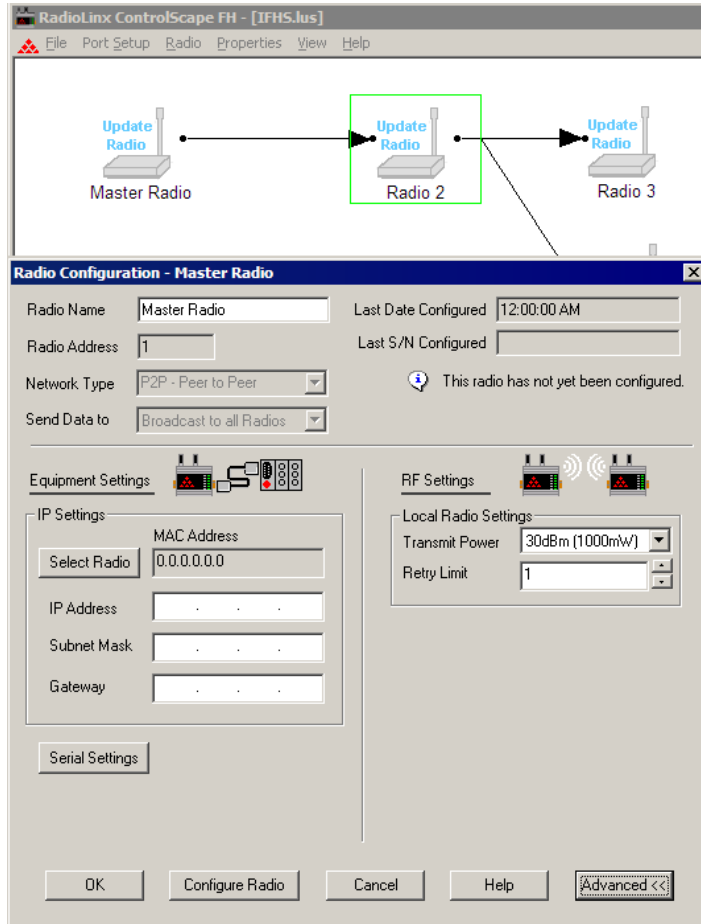 RadioLinx ControlScape FH - [IFHS.lus]
File Port Setup Radio Properties View Help
Update Radio
Master Radio
Update Radio
Radio 2
Update Radio
Radio 3
Radio Configuration - Master Radio
Radio Name Master Radio
Last Date Configured 12:00:00 AM
Radio Address 1
Last S/N Configured
Network Type P2P - Peer to Peer
This radio has not yet been configured.
Send Data to Broadcast to all Radios
Equipment Settings
RF Settings
IP Settings
Local Radio Settings
MAC Address
Select Radio 0.0.0.0.0.0
Transmit Power 30dBm (1000mW)
Retry Limit 1
IP Address . . .
Subnet Mask . . .
Gateway . . .
Serial Settings
OK Configure Radio Cancel Help Advanced <<